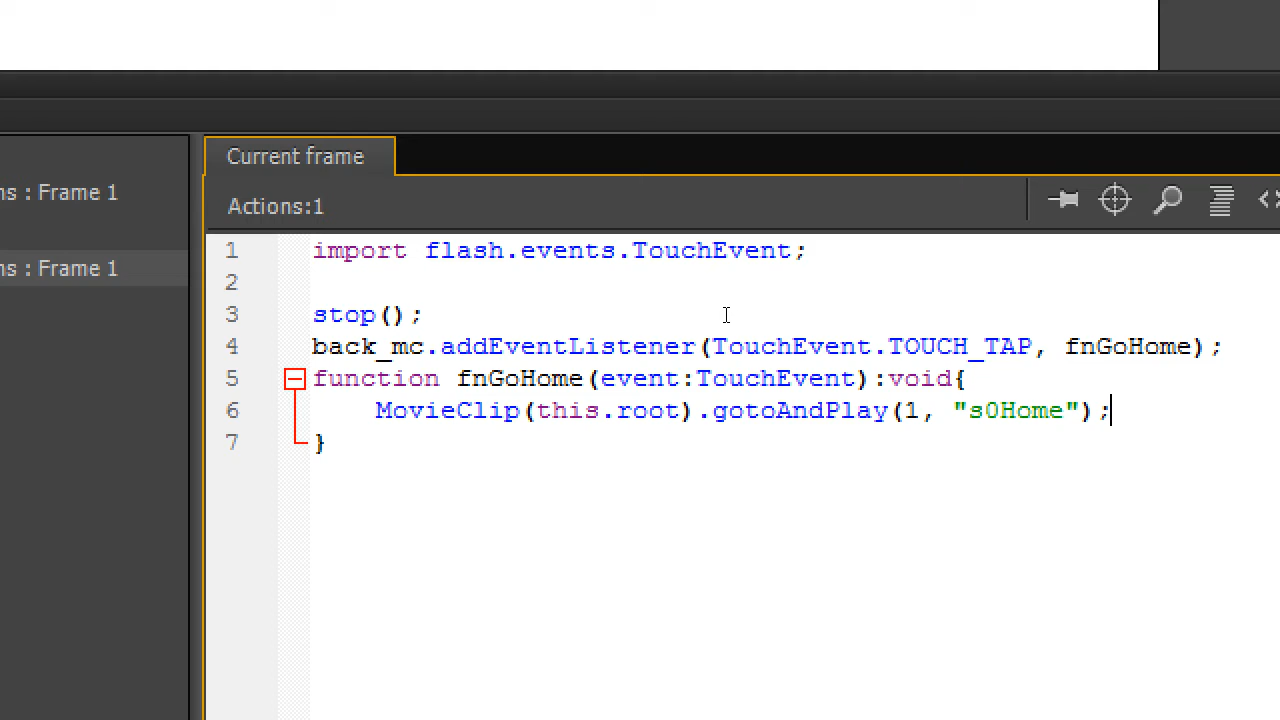 Current frame
ns : Frame 1
Actions:1
ns : Frame 1
1 import flash.events.TouchEvent;
2
3 stop();
4 back_mc.addEventListener(TouchEvent.TOUCH_TAP, fnGoHome);
5 function fnGoHome(event:TouchEvent):void{
6 MovieClip(this.root).gotoAndPlay(1, "s0Home");
7 }